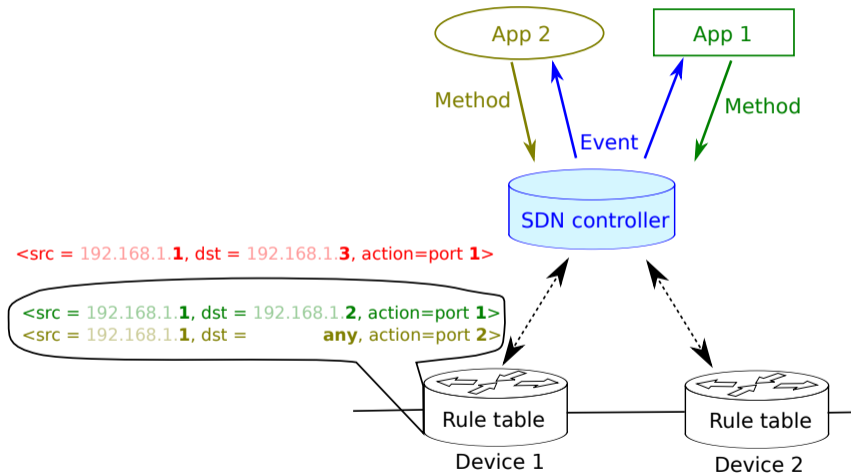 App 2
App 1
Method
Method
Event
SDN controller
<src = 192.168.1.1, dst = 192.168.1.3, action=port 1>
<src = 192.168.1.1, dst = 192.168.1.2, action=port 1>
<src = 192.168.1.1, dst = any, action=port 2>
Rule table
Rule table
Device 1
Device 2